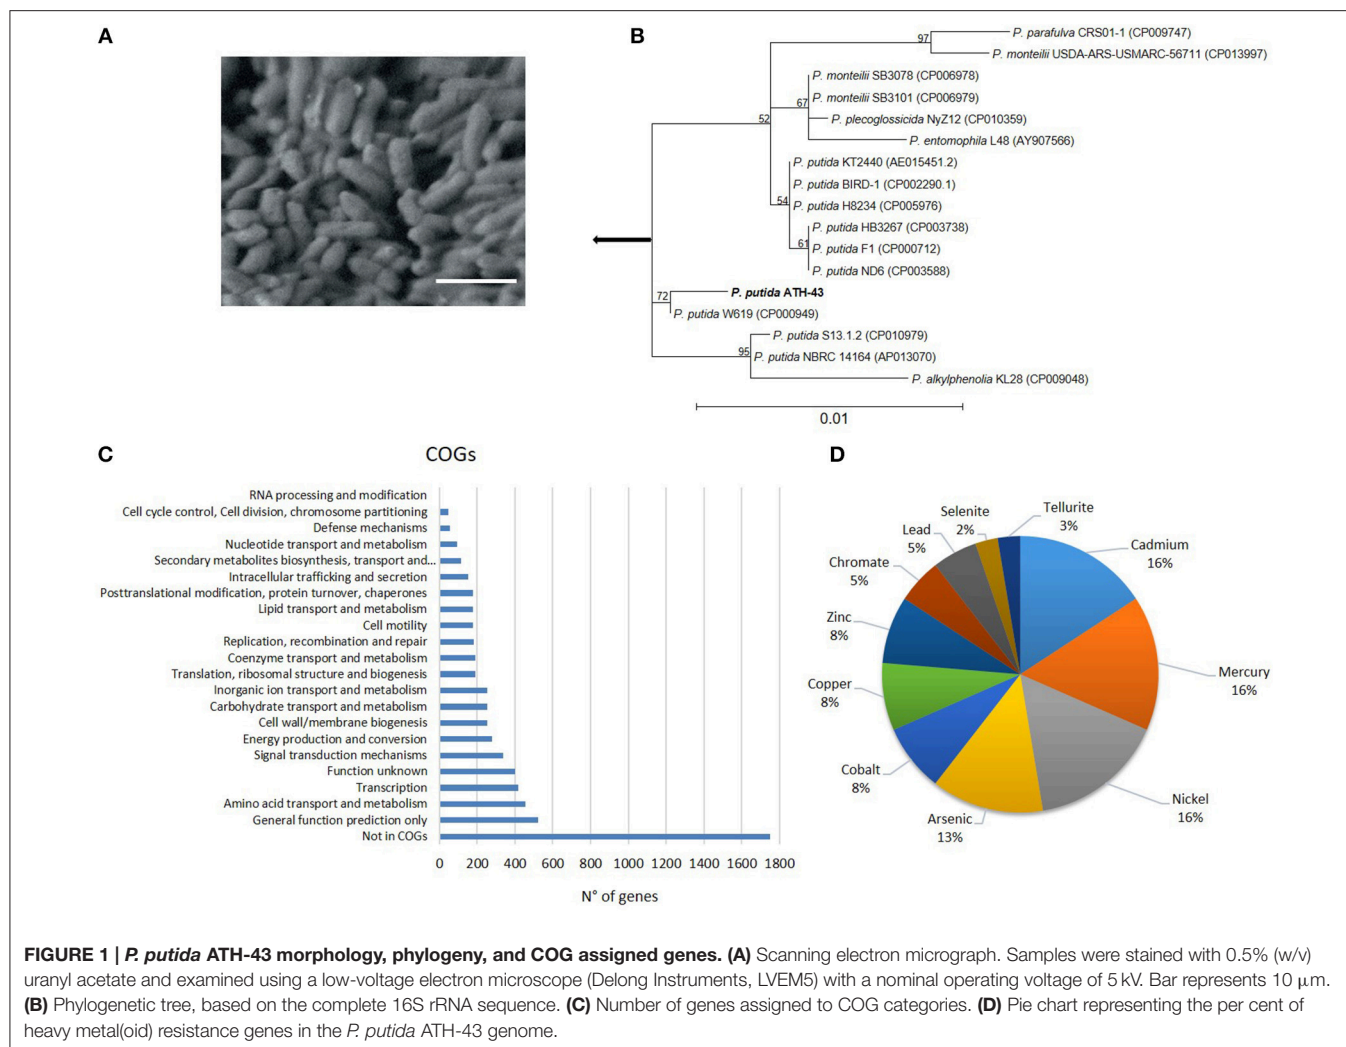 A
B
97
P. parafulva CRS01-1 (CP009747)
P. monteilii USDA-ARS-USMARC-56711 (CP013997)
P. monteilii SB3078 (CP006978)
P. monteilii SB3101 (CP006979)
67
P. plecoglossicida NyZ12 (CP010359)
52
P. entomophila L48 (AY907566)
P. putida KT2440 (AE015451.2)
P. putida BIRD-1 (CP002290.1)
54
P. putida H8234 (CP005976)
P. putida HB3267 (CP003738)
61
P. putida F1 (CP000712)
P. putida ND6 (CP003588)
72
P. putida ATH-43
P. putida W619 (CP000949)
P. putida S13.1.2 (CP010979)
95
P. putida NBRC 14164 (AP013070)
P. alkylphenolia KL28 (CP009048)
0.01
C
COGs
RNA processing and modification
Cell cycle control, Cell division, chromosome partitioning
Defense mechanisms
Nucleotide transport and metabolism
Secondary metabolites biosynthesis, transport and...
Intracellular trafficking and secretion
Posttranslational modification, protein turnover, chaperones
Lipid transport and metabolism
Cell motility
Replication, recombination and repair
Coenzyme transport and metabolism
Translation, ribosomal structure and biogenesis
Inorganic ion transport and metabolism
Carbohydrate transport and metabolism
Cell wall/membrane biogenesis
Energy production and conversion
Signal transduction mechanisms
Function unknown
Transcription
Amino acid transport and metabolism
General function prediction only
Not in COGs
0 200 400 600 800 1000 1200 1400 1600 1800
N° of genes
D
Cadmium
16%
Mercury
16%
Nickel
16%
Arsenic
13%
Cobalt
8%
Copper
8%
Zinc
8%
Chromate
5%
Lead
5%
Selenite
2%
Tellurite
3%
FIGURE 1 | P. putida ATH-43 morphology, phylogeny, and COG assigned genes. (A) Scanning electron micrograph. Samples were stained with 0.5% (w/v)
uranyl acetate and examined using a low-voltage electron microscope (Delong Instruments, LVEM5) with a nominal operating voltage of 5 kV. Bar represents 10 μm.
(B) Phylogenetic tree, based on the complete 16S rRNA sequence. (C) Number of genes assigned to COG categories. (D) Pie chart representing the per cent of
heavy metal(oid) resistance genes in the P. putida ATH-43 genome.